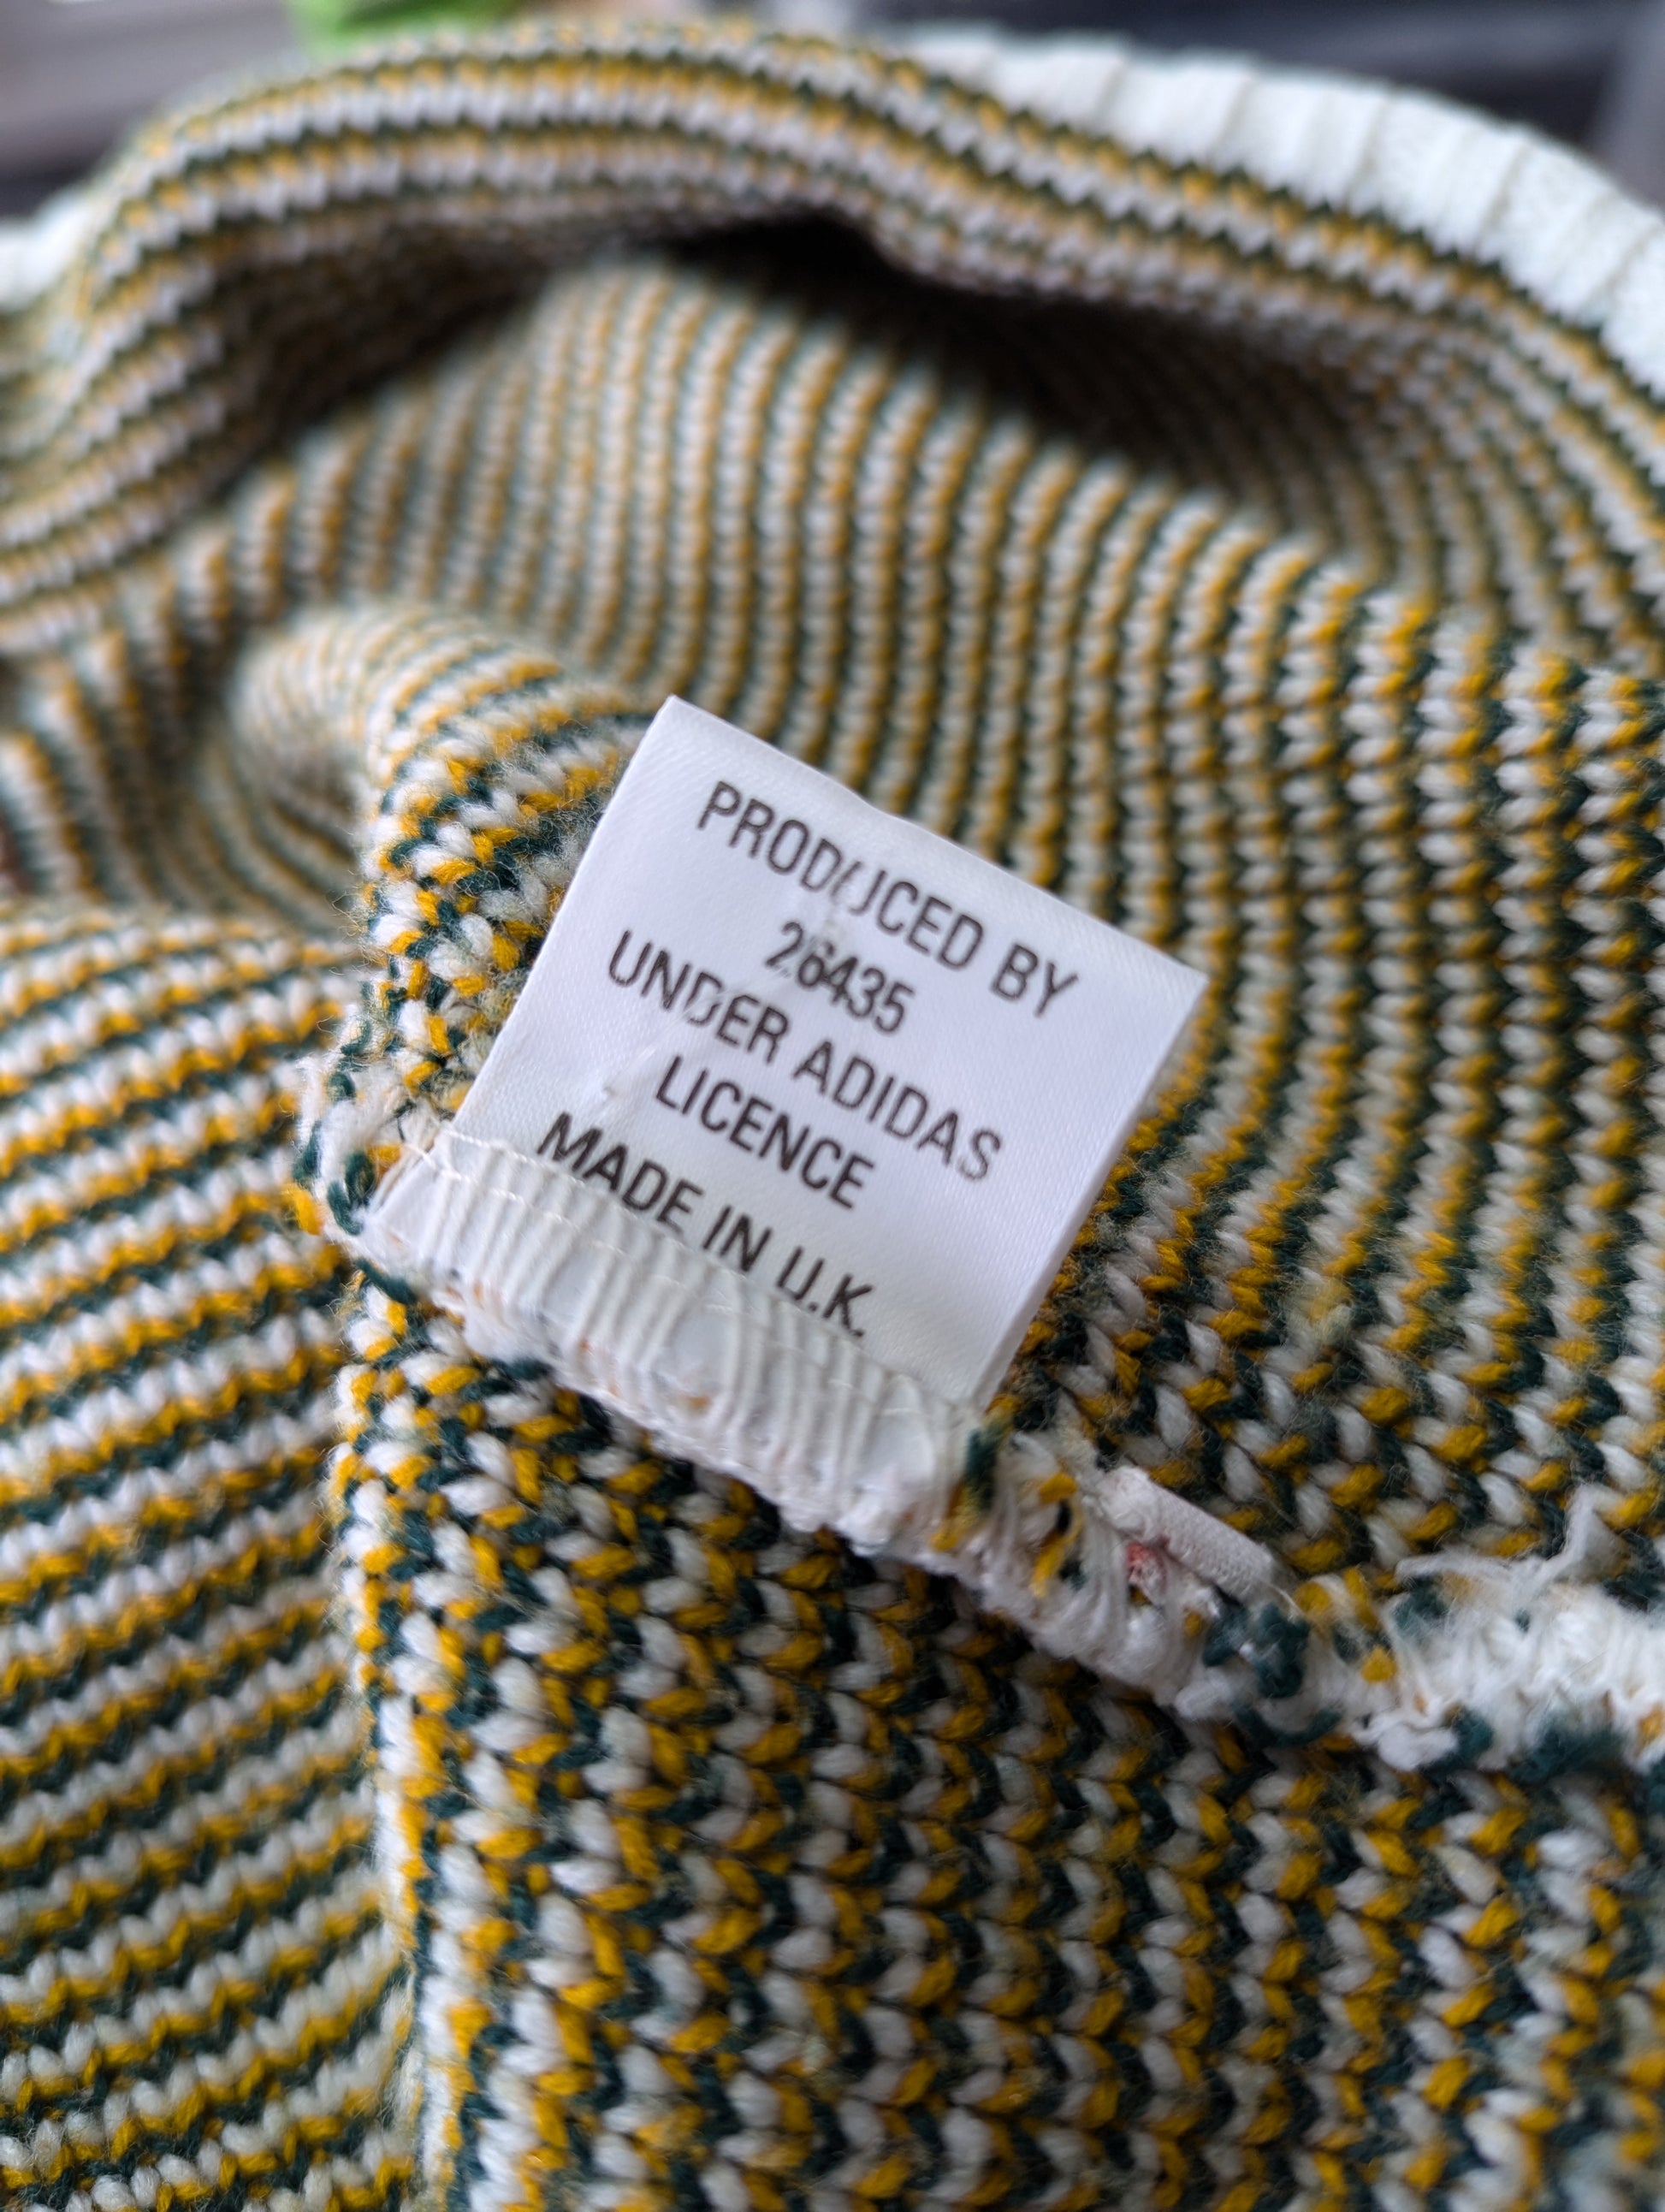 PRODUCED BY
26435
UNDER ADIDAS
LICENCE
MADE IN U.K.